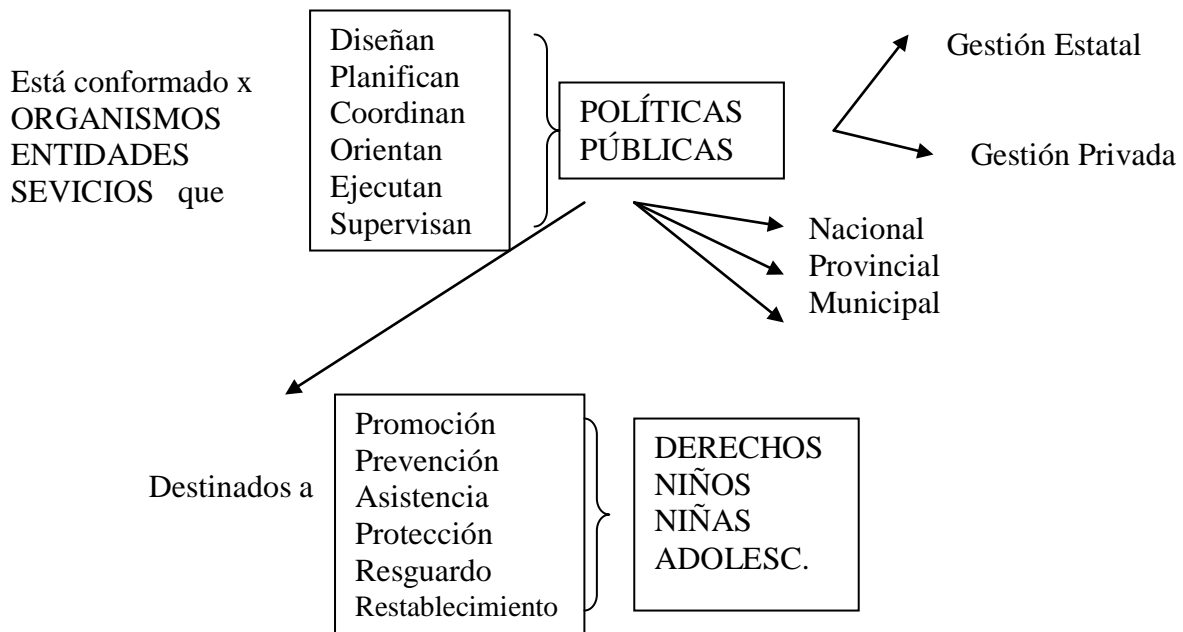 Está conformado x
ORGANISMOS
ENTIDADES
SEVICIOS que
Diseñan
Planifican
Coordinan
Orientan
Ejecutan
Supervisan
POLÍTICAS
PÚBLICAS
Gestión Estatal
Gestión Privada
Nacional
Provincial
Municipal
Destinados a
Promoción
Prevención
Asistencia
Protección
Resguardo
Restablecimiento
DERECHOS
NIÑOS
NIÑAS
ADOLESC.